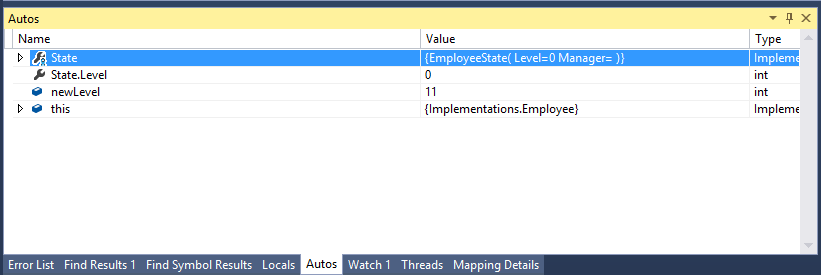 Autos
Name Value Type
State {EmployeeState( Level=0 Manager= )} Impleme
State.Level 0 int
newLevel 11 int
this {Implementations.Employee} Impleme
Error List Find Results 1 Find Symbol Results Locals Autos Watch 1 Threads Mapping Details